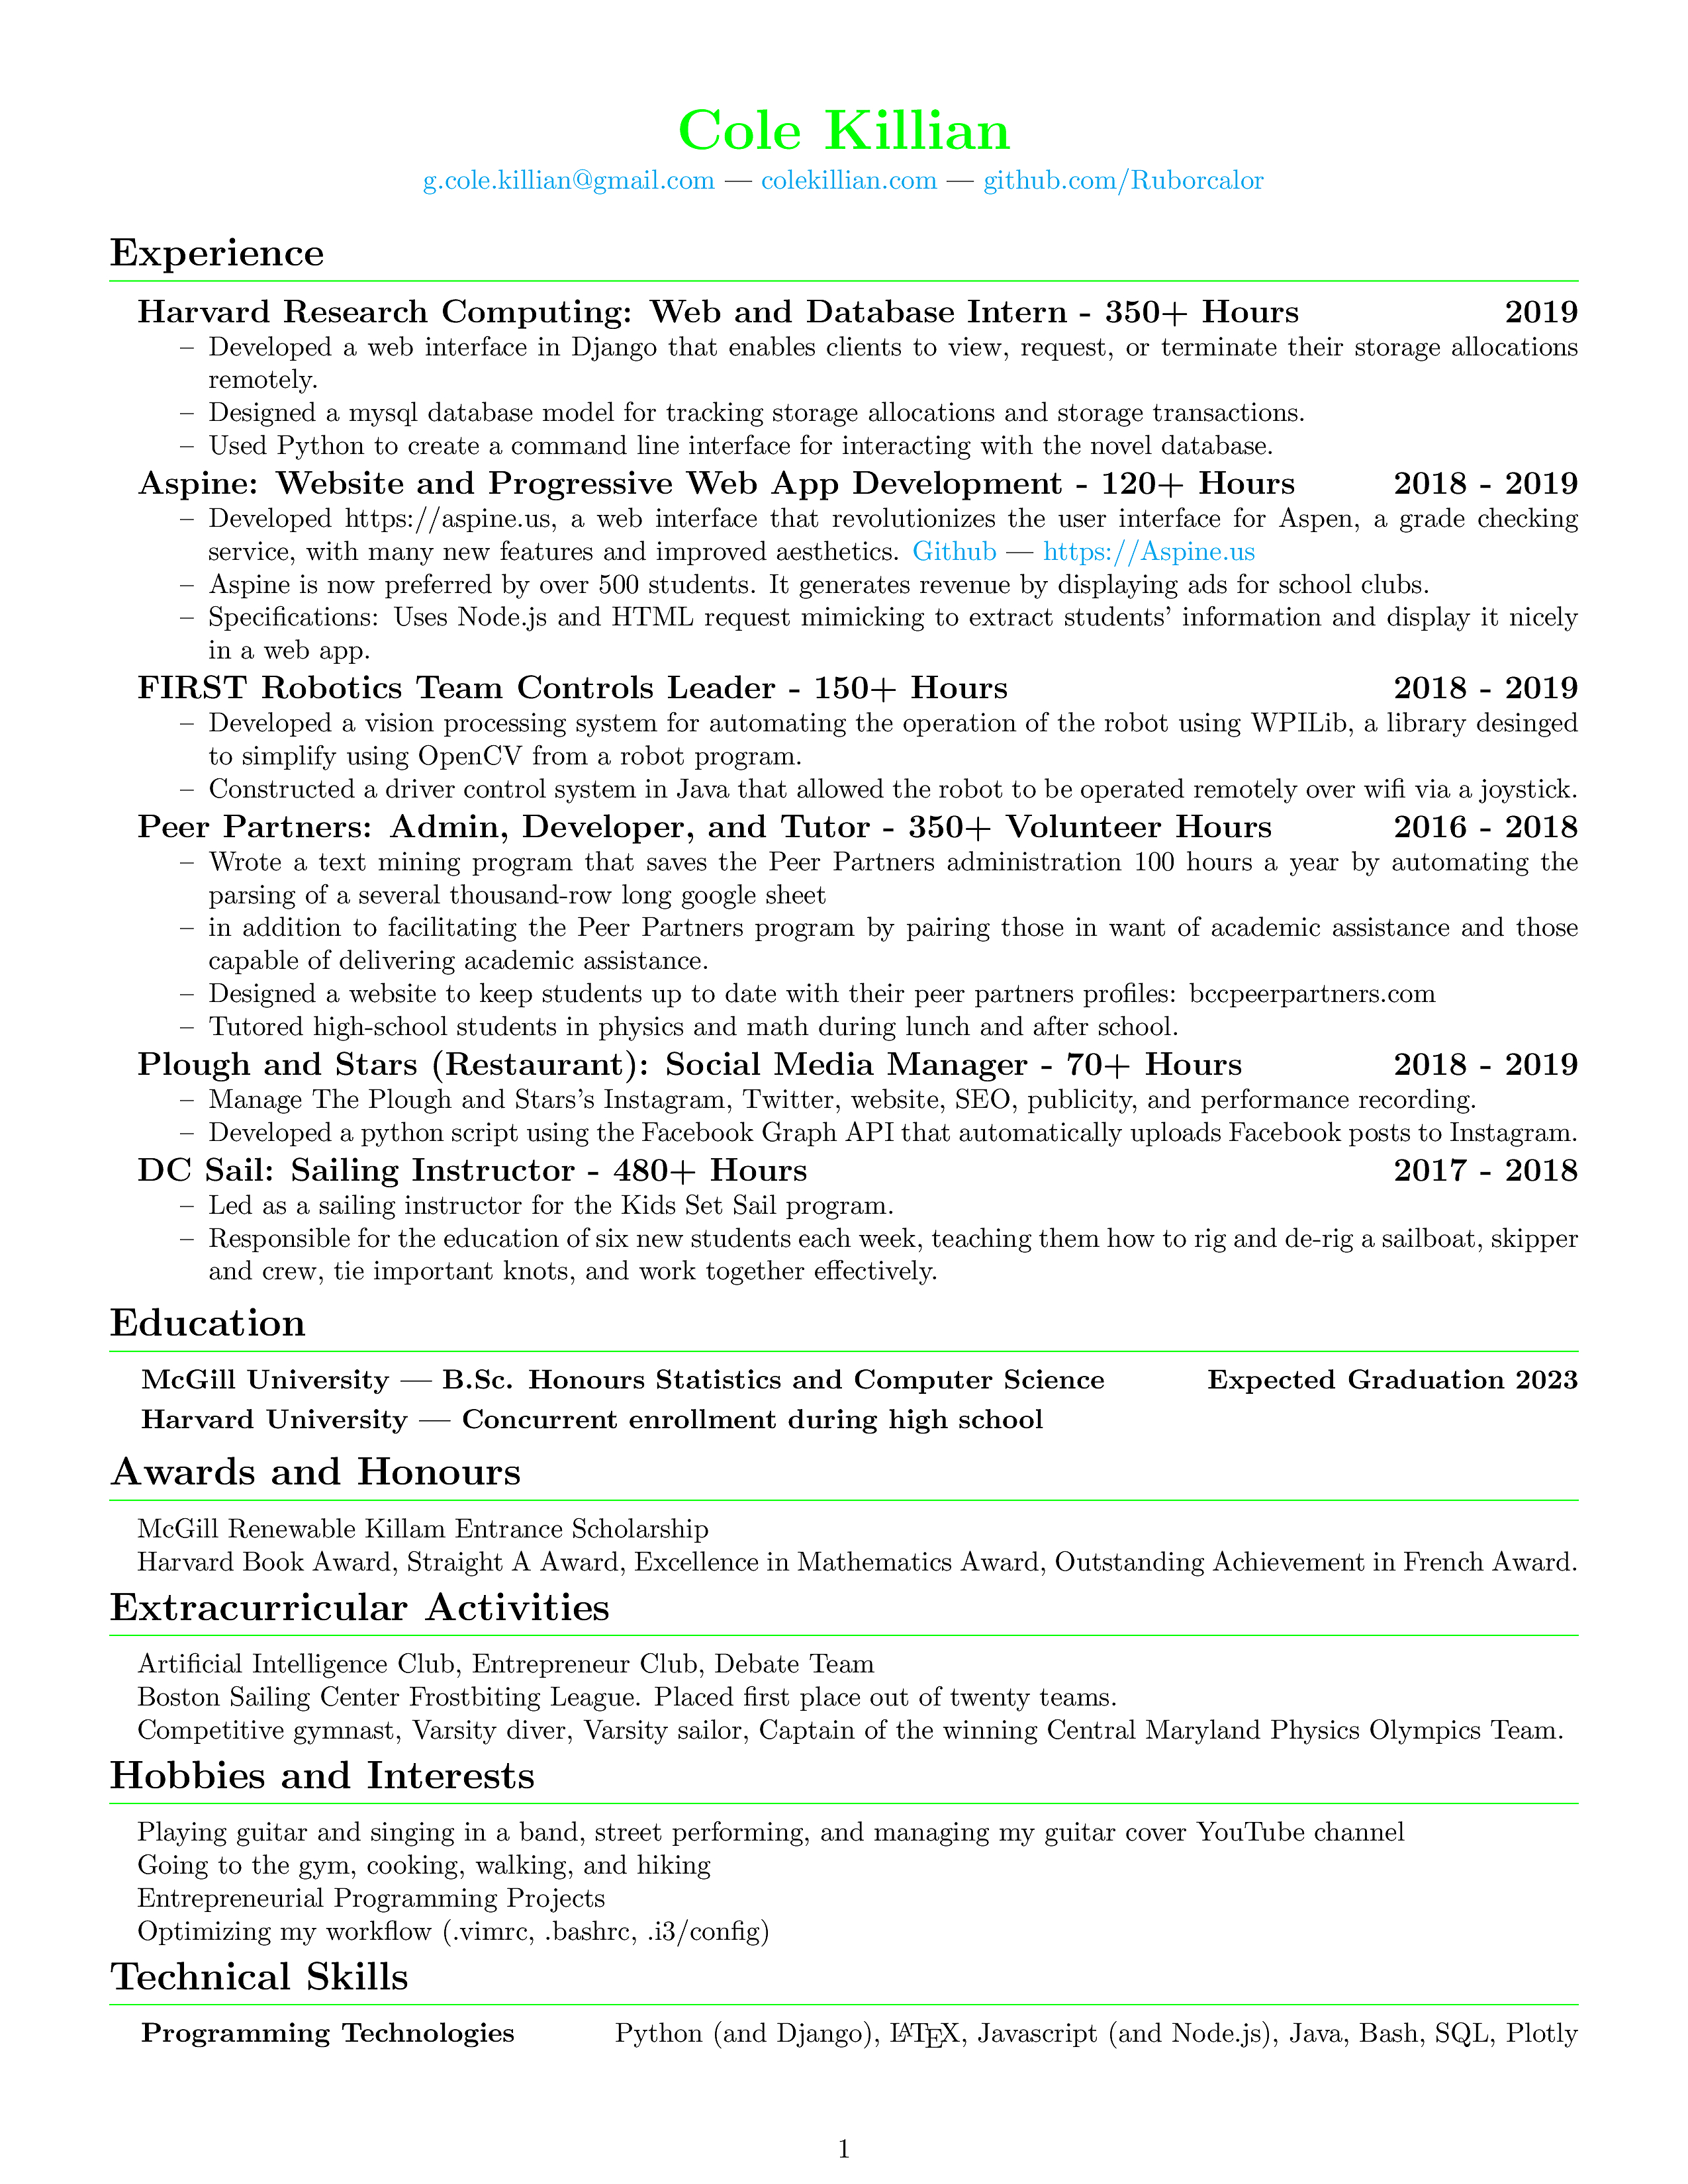 Cole Killian
g.cole.killian@gmail.com — colekillian.com — github.com/Ruborcalor
Experience
Harvard Research Computing: Web and Database Intern - 350+ Hours 2019
– Developed a web interface in Django that enables clients to view, request, or terminate their storage allocations
remotely.
– Designed a mysql database model for tracking storage allocations and storage transactions.
– Used Python to create a command line interface for interacting with the novel database.
Aspine: Website and Progressive Web App Development - 120+ Hours 2018 - 2019
– Developed https://aspine.us, a web interface that revolutionizes the user interface for Aspen, a grade checking
service, with many new features and improved aesthetics. Github — https://Aspine.us
– Aspine is now preferred by over 500 students. It generates revenue by displaying ads for school clubs.
– Specifications: Uses Node.js and HTML request mimicking to extract students' information and display it nicely
in a web app.
FIRST Robotics Team Controls Leader - 150+ Hours 2018 - 2019
– Developed a vision processing system for automating the operation of the robot using WPILib, a library desinged
to simplify using OpenCV from a robot program.
– Constructed a driver control system in Java that allowed the robot to be operated remotely over wifi via a joystick.
Peer Partners: Admin, Developer, and Tutor - 350+ Volunteer Hours 2016 - 2018
– Wrote a text mining program that saves the Peer Partners administration 100 hours a year by automating the
parsing of a several thousand-row long google sheet
– in addition to facilitating the Peer Partners program by pairing those in want of academic assistance and those
capable of delivering academic assistance.
– Designed a website to keep students up to date with their peer partners profiles: bccpeerpartners.com
– Tutored high-school students in physics and math during lunch and after school.
Plough and Stars (Restaurant): Social Media Manager - 70+ Hours 2018 - 2019
– Manage The Plough and Stars's Instagram, Twitter, website, SEO, publicity, and performance recording.
– Developed a python script using the Facebook Graph API that automatically uploads Facebook posts to Instagram.
DC Sail: Sailing Instructor - 480+ Hours 2017 - 2018
– Led as a sailing instructor for the Kids Set Sail program.
– Responsible for the education of six new students each week, teaching them how to rig and de-rig a sailboat, skipper
and crew, tie important knots, and work together effectively.
Education
McGill University — B.Sc. Honours Statistics and Computer Science Expected Graduation 2023
Harvard University — Concurrent enrollment during high school
Awards and Honours
McGill Renewable Killam Entrance Scholarship
Harvard Book Award, Straight A Award, Excellence in Mathematics Award, Outstanding Achievement in French Award.
Extracurricular Activities
Artificial Intelligence Club, Entrepreneur Club, Debate Team
Boston Sailing Center Frostbiting League. Placed first place out of twenty teams.
Competitive gymnast, Varsity diver, Varsity sailor, Captain of the winning Central Maryland Physics Olympics Team.
Hobbies and Interests
Playing guitar and singing in a band, street performing, and managing my guitar cover YouTube channel
Going to the gym, cooking, walking, and hiking
Entrepreneurial Programming Projects
Optimizing my workflow (.vimrc, .bashrc, .i3/config)
Technical Skills
Programming Technologies Python (and Django), LATEX, Javascript (and Node.js), Java, Bash, SQL, Plotly
1